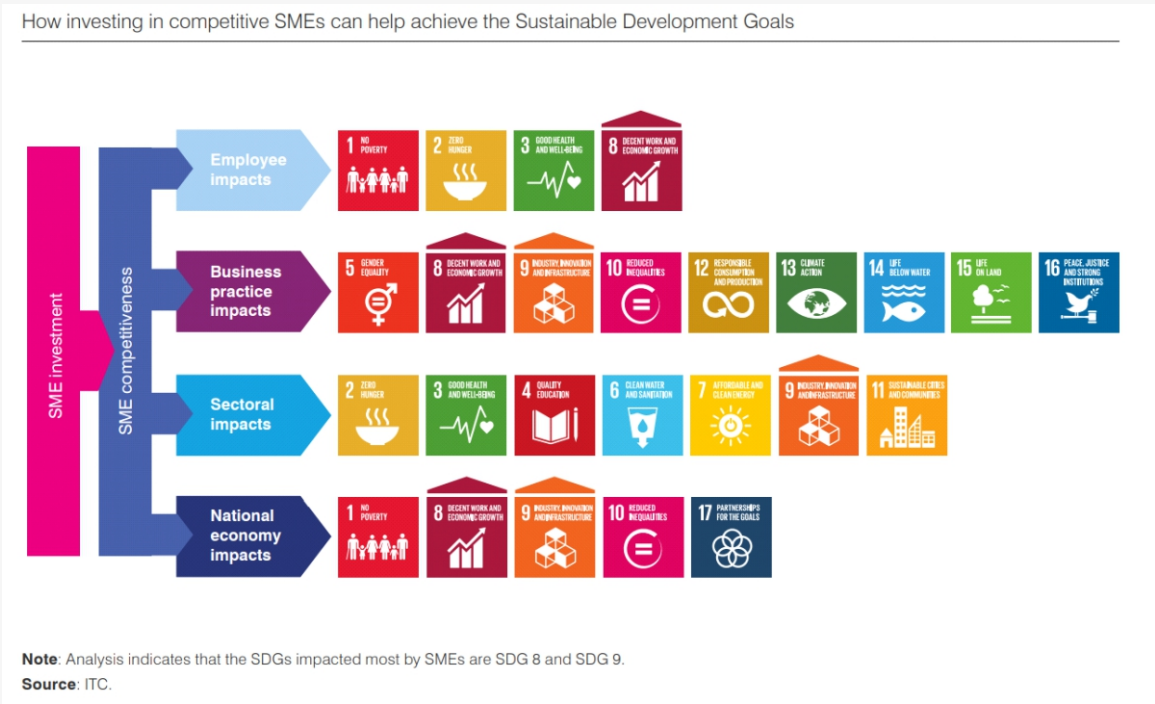 How investing in competitive SMEs can help achieve the Sustainable Development Goals
SME investment
SME competitiveness
Employee
impacts
1 NO
POVERTY
2 ZERO
HUNGER
3 GOOD HEALTH
AND WELL-BEING
8 DECENT WORK AND
ECONOMIC GROWTH
Business
practice
impacts
5 GENDER
EQUALITY
8 DECENT WORK AND
ECONOMIC GROWTH
9 INDUSTRY, INNOVATION
AND INFRASTRUCTURE
10 REDUCED
INEQUALITIES
12 RESPONSIBLE
CONSUMPTION
AND PRODUCTION
13 CLIMATE
ACTION
14 LIFE
BELOW WATER
15 LIFE
ON LAND
16 PEACE, JUSTICE
AND STRONG
INSTITUTIONS
Sectoral
impacts
2 ZERO
HUNGER
3 GOOD HEALTH
AND WELL-BEING
4 QUALITY
EDUCATION
6 CLEAN WATER
AND SANITATION
7 AFFORDABLE AND
CLEAN ENERGY
9 INDUSTRY, INNOVATION
AND INFRASTRUCTURE
11 SUSTAINABLE CITIES
AND COMMUNITIES
National
economy
impacts
1 NO
POVERTY
8 DECENT WORK AND
ECONOMIC GROWTH
9 INDUSTRY, INNOVATION
AND INFRASTRUCTURE
10 REDUCED
INEQUALITIES
17 PARTNERSHIPS
FOR THE GOALS
Note: Analysis indicates that the SDGs impacted most by SMEs are SDG 8 and SDG 9.
Source: ITC.